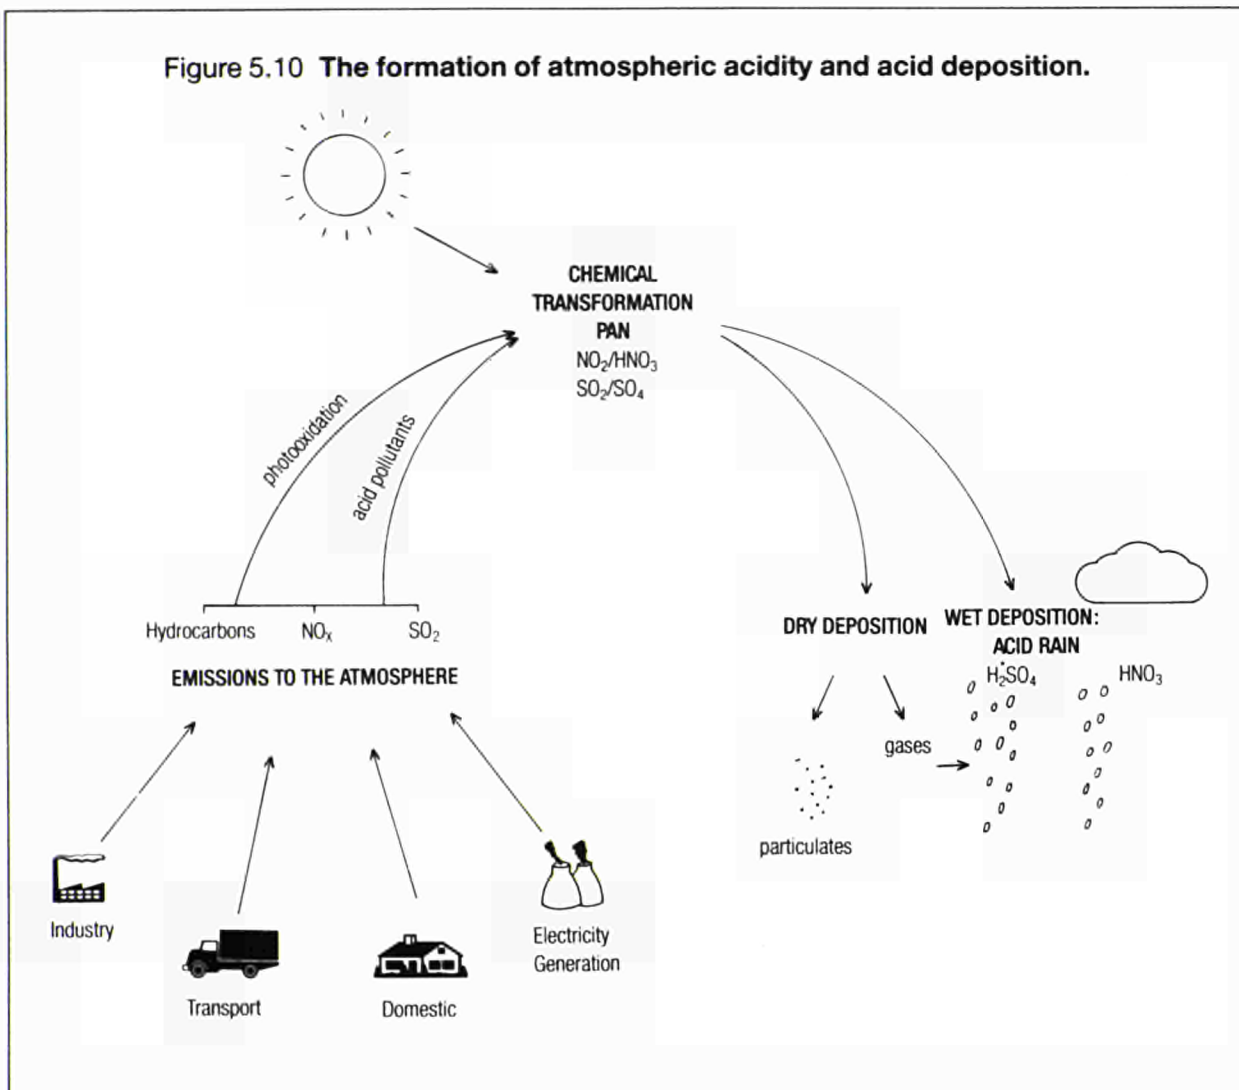 Figure 5.10 The formation of atmospheric acidity and acid deposition.
CHEMICAL
TRANSFORMATION
PAN
NO₂/HNO₃
SO₂/SO₄
photooxidation
acid pollutants
Hydrocarbons NOₓ SO₂
EMISSIONS TO THE ATMOSPHERE
DRY DEPOSITION
WET DEPOSITION:
ACID RAIN
H₂SO₄ HNO₃
gases
particulates
Industry
Transport
Domestic
Electricity
Generation